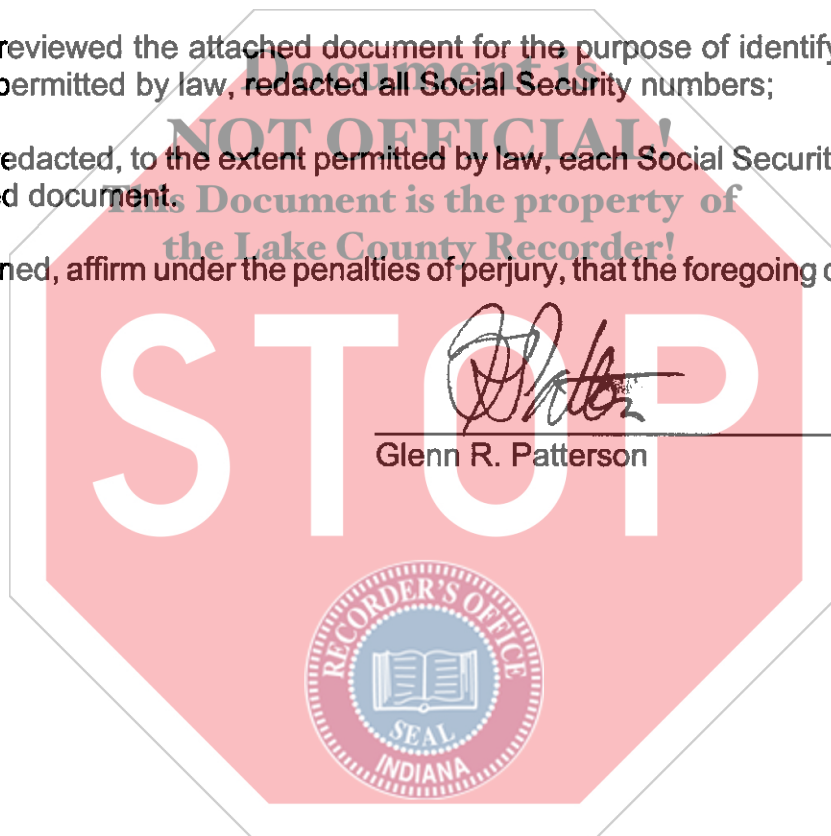 reviewed the attached document for the purpose of identify
permitted by law, redacted all Social Security numbers;
Document is
NOT OFFICIAL!
edacted, to the extent permitted by law, each Social Securit
d document.
This Document is the property of
the Lake County Recorder!
ned, affirm under the penalties of perjury, that the foregoing
STOP
Glenn R. Patterson
RECORDER'S OFFICE
SEAL
INDIANA